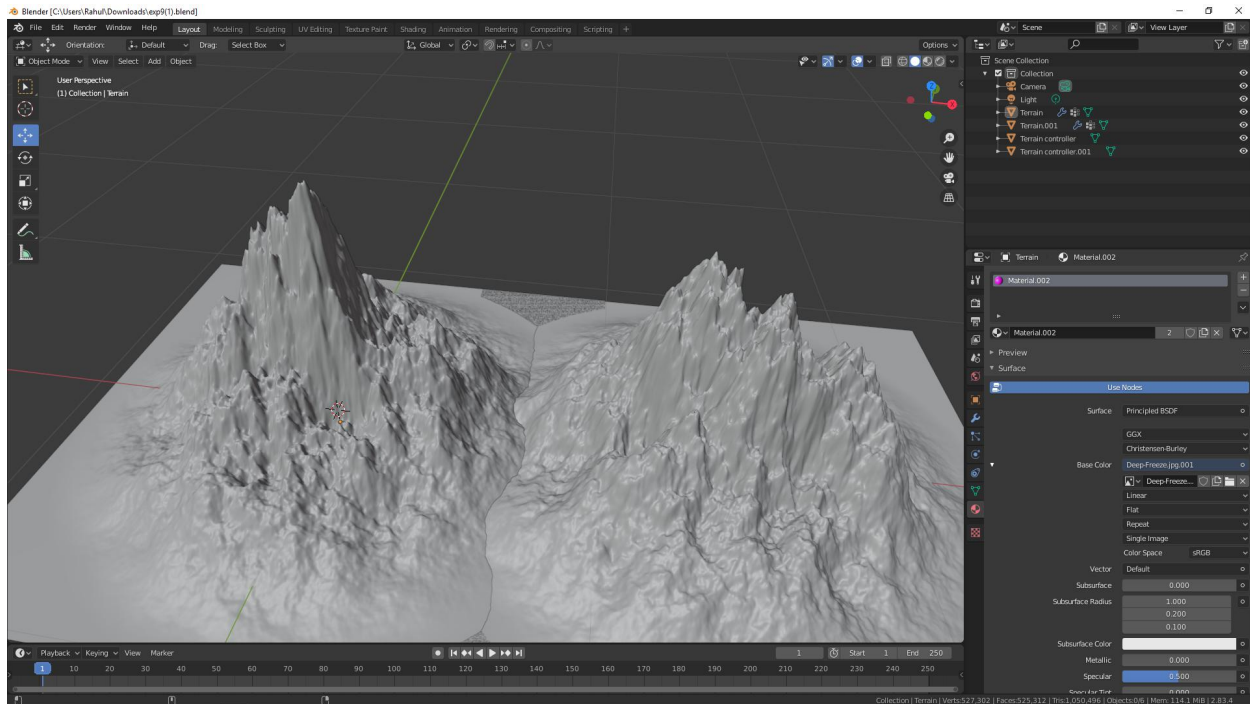 Blender [C:\Users\Rahul\Downloads\exp9(1).blend]
File Edit Render Window Help Layout Modeling Sculpting UV Editing Texture Paint Shading Animation Rendering Compositing Scripting +
Scene View Layer
Orientation: Default Drag: Select Box Global Options
Object Mode View Select Add Object
User Perspective
(1) Collection | Terrain
X
Scene Collection
Collection
Camera
Light
Terrain
Terrain.001
Terrain controller
Terrain controller.001
Terrain Material.002
Material.002
Material.002 2
Preview
Surface
Use Nodes
Surface Principled BSDF
GGX
Christensen-Burley
Base Color Deep-Freeze.jpg.001
Deep-Freeze...
Linear
Flat
Repeat
Single Image
Color Space sRGB
Vector Default
Subsurface 0.000
Subsurface Radius 1.000
0.200
0.100
Subsurface Color
Metallic 0.000
Specular 0.500
Specular Tint 0.000
Playback Keying View Marker 1 Start 1 End 250
1 10 20 30 40 50 60 70 80 90 100 110 120 130 140 150 160 170 180 190 200 210 220 230 240 250
Collection | Terrain | Verts:527,302 | Faces:525,312 | Tris:1,050,496 | Objects:0/6 | Mem: 114.1 MiB | 2.83.4